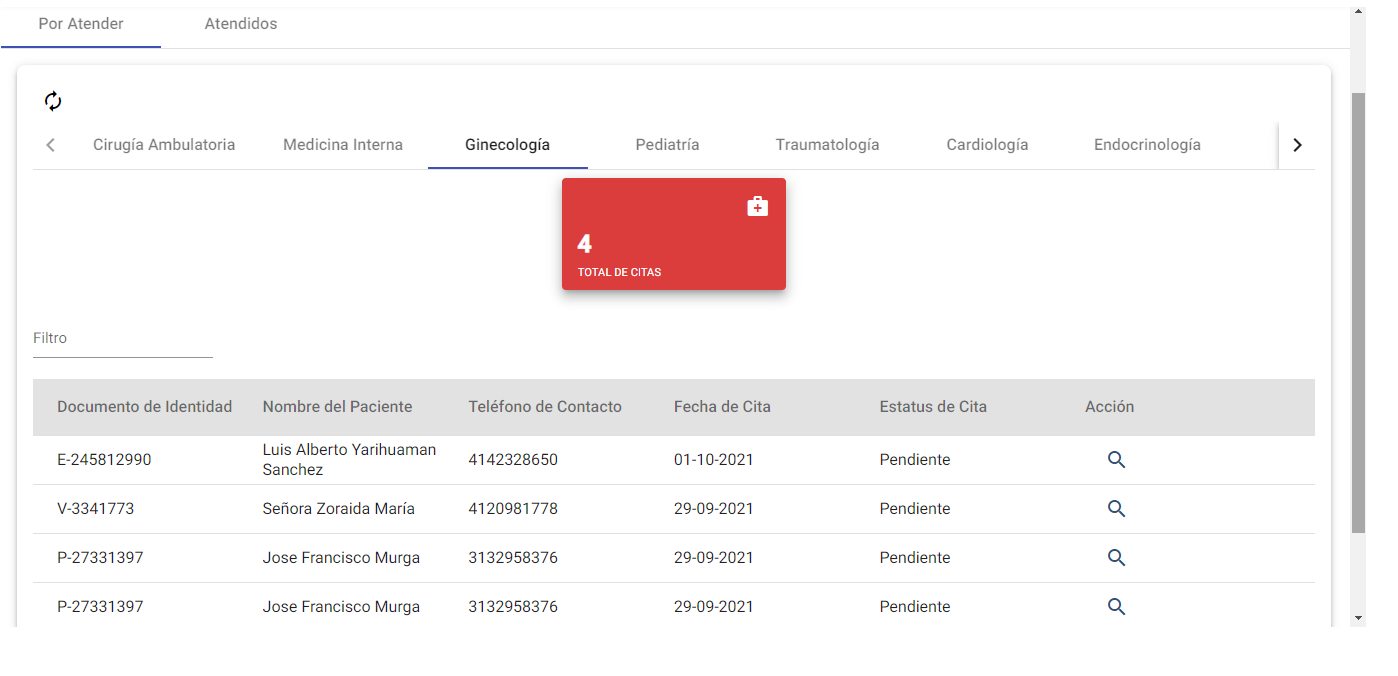 Por Atender Atendidos
Cirugía Ambulatoria Medicina Interna Ginecología Pediatría Traumatología Cardiología Endocrinología
4
TOTAL DE CITAS
Filtro
Documento de Identidad Nombre del Paciente Teléfono de Contacto Fecha de Cita Estatus de Cita Acción
E-245812990 Luis Alberto Yarihuaman Sanchez 4142328650 01-10-2021 Pendiente
V-3341773 Señora Zoraida María 4120981778 29-09-2021 Pendiente
P-27331397 Jose Francisco Murga 3132958376 29-09-2021 Pendiente
P-27331397 Jose Francisco Murga 3132958376 29-09-2021 Pendiente